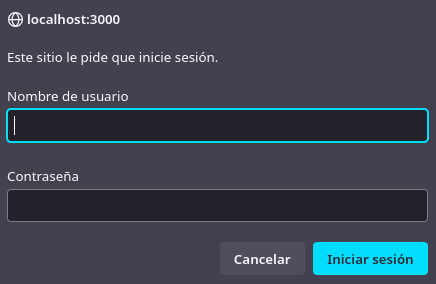 localhost:3000
Este sitio le pide que inicie sesión.
Nombre de usuario
Contraseña
Cancelar
Iniciar sesión